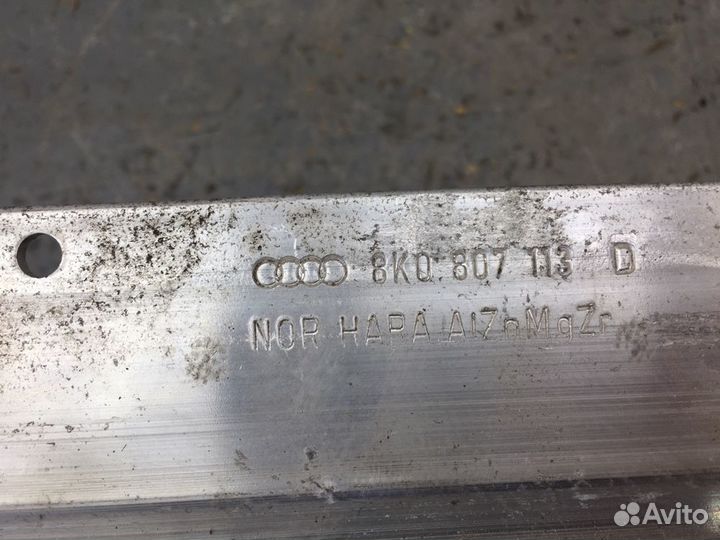 8K0 807 113 D
NOR HARA AlZnMgZr
Avito